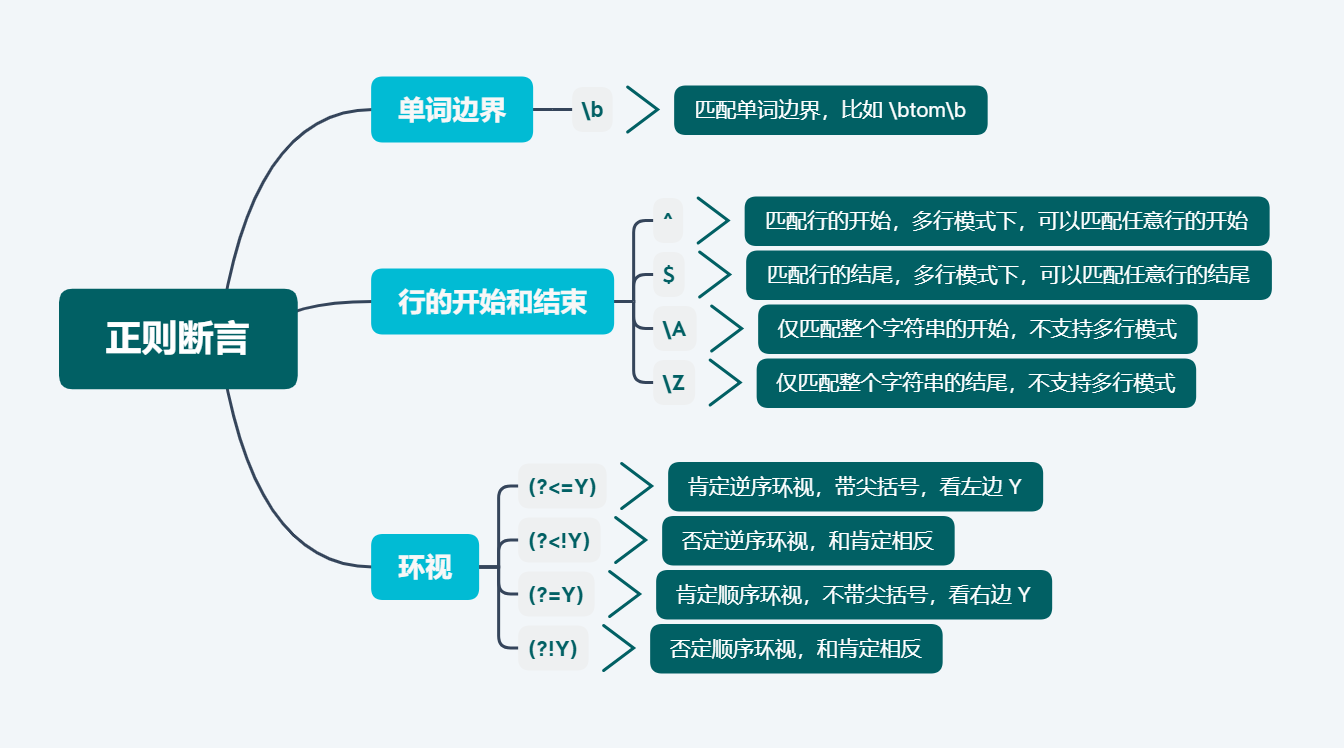 正则断言
单词边界
\b
匹配单词边界，比如 \btom\b
行的开始和结束
^
匹配行的开始，多行模式下，可以匹配任意行的开始
$
匹配行的结尾，多行模式下，可以匹配任意行的结尾
\A
仅匹配整个字符串的开始，不支持多行模式
\Z
仅匹配整个字符串的结尾，不支持多行模式
环视
(?<=Y)
肯定逆序环视，带尖括号，看左边 Y
(?<!Y)
否定逆序环视，和肯定相反
(?=Y)
肯定顺序环视，不带尖括号，看右边 Y
(?!Y)
否定顺序环视，和肯定相反